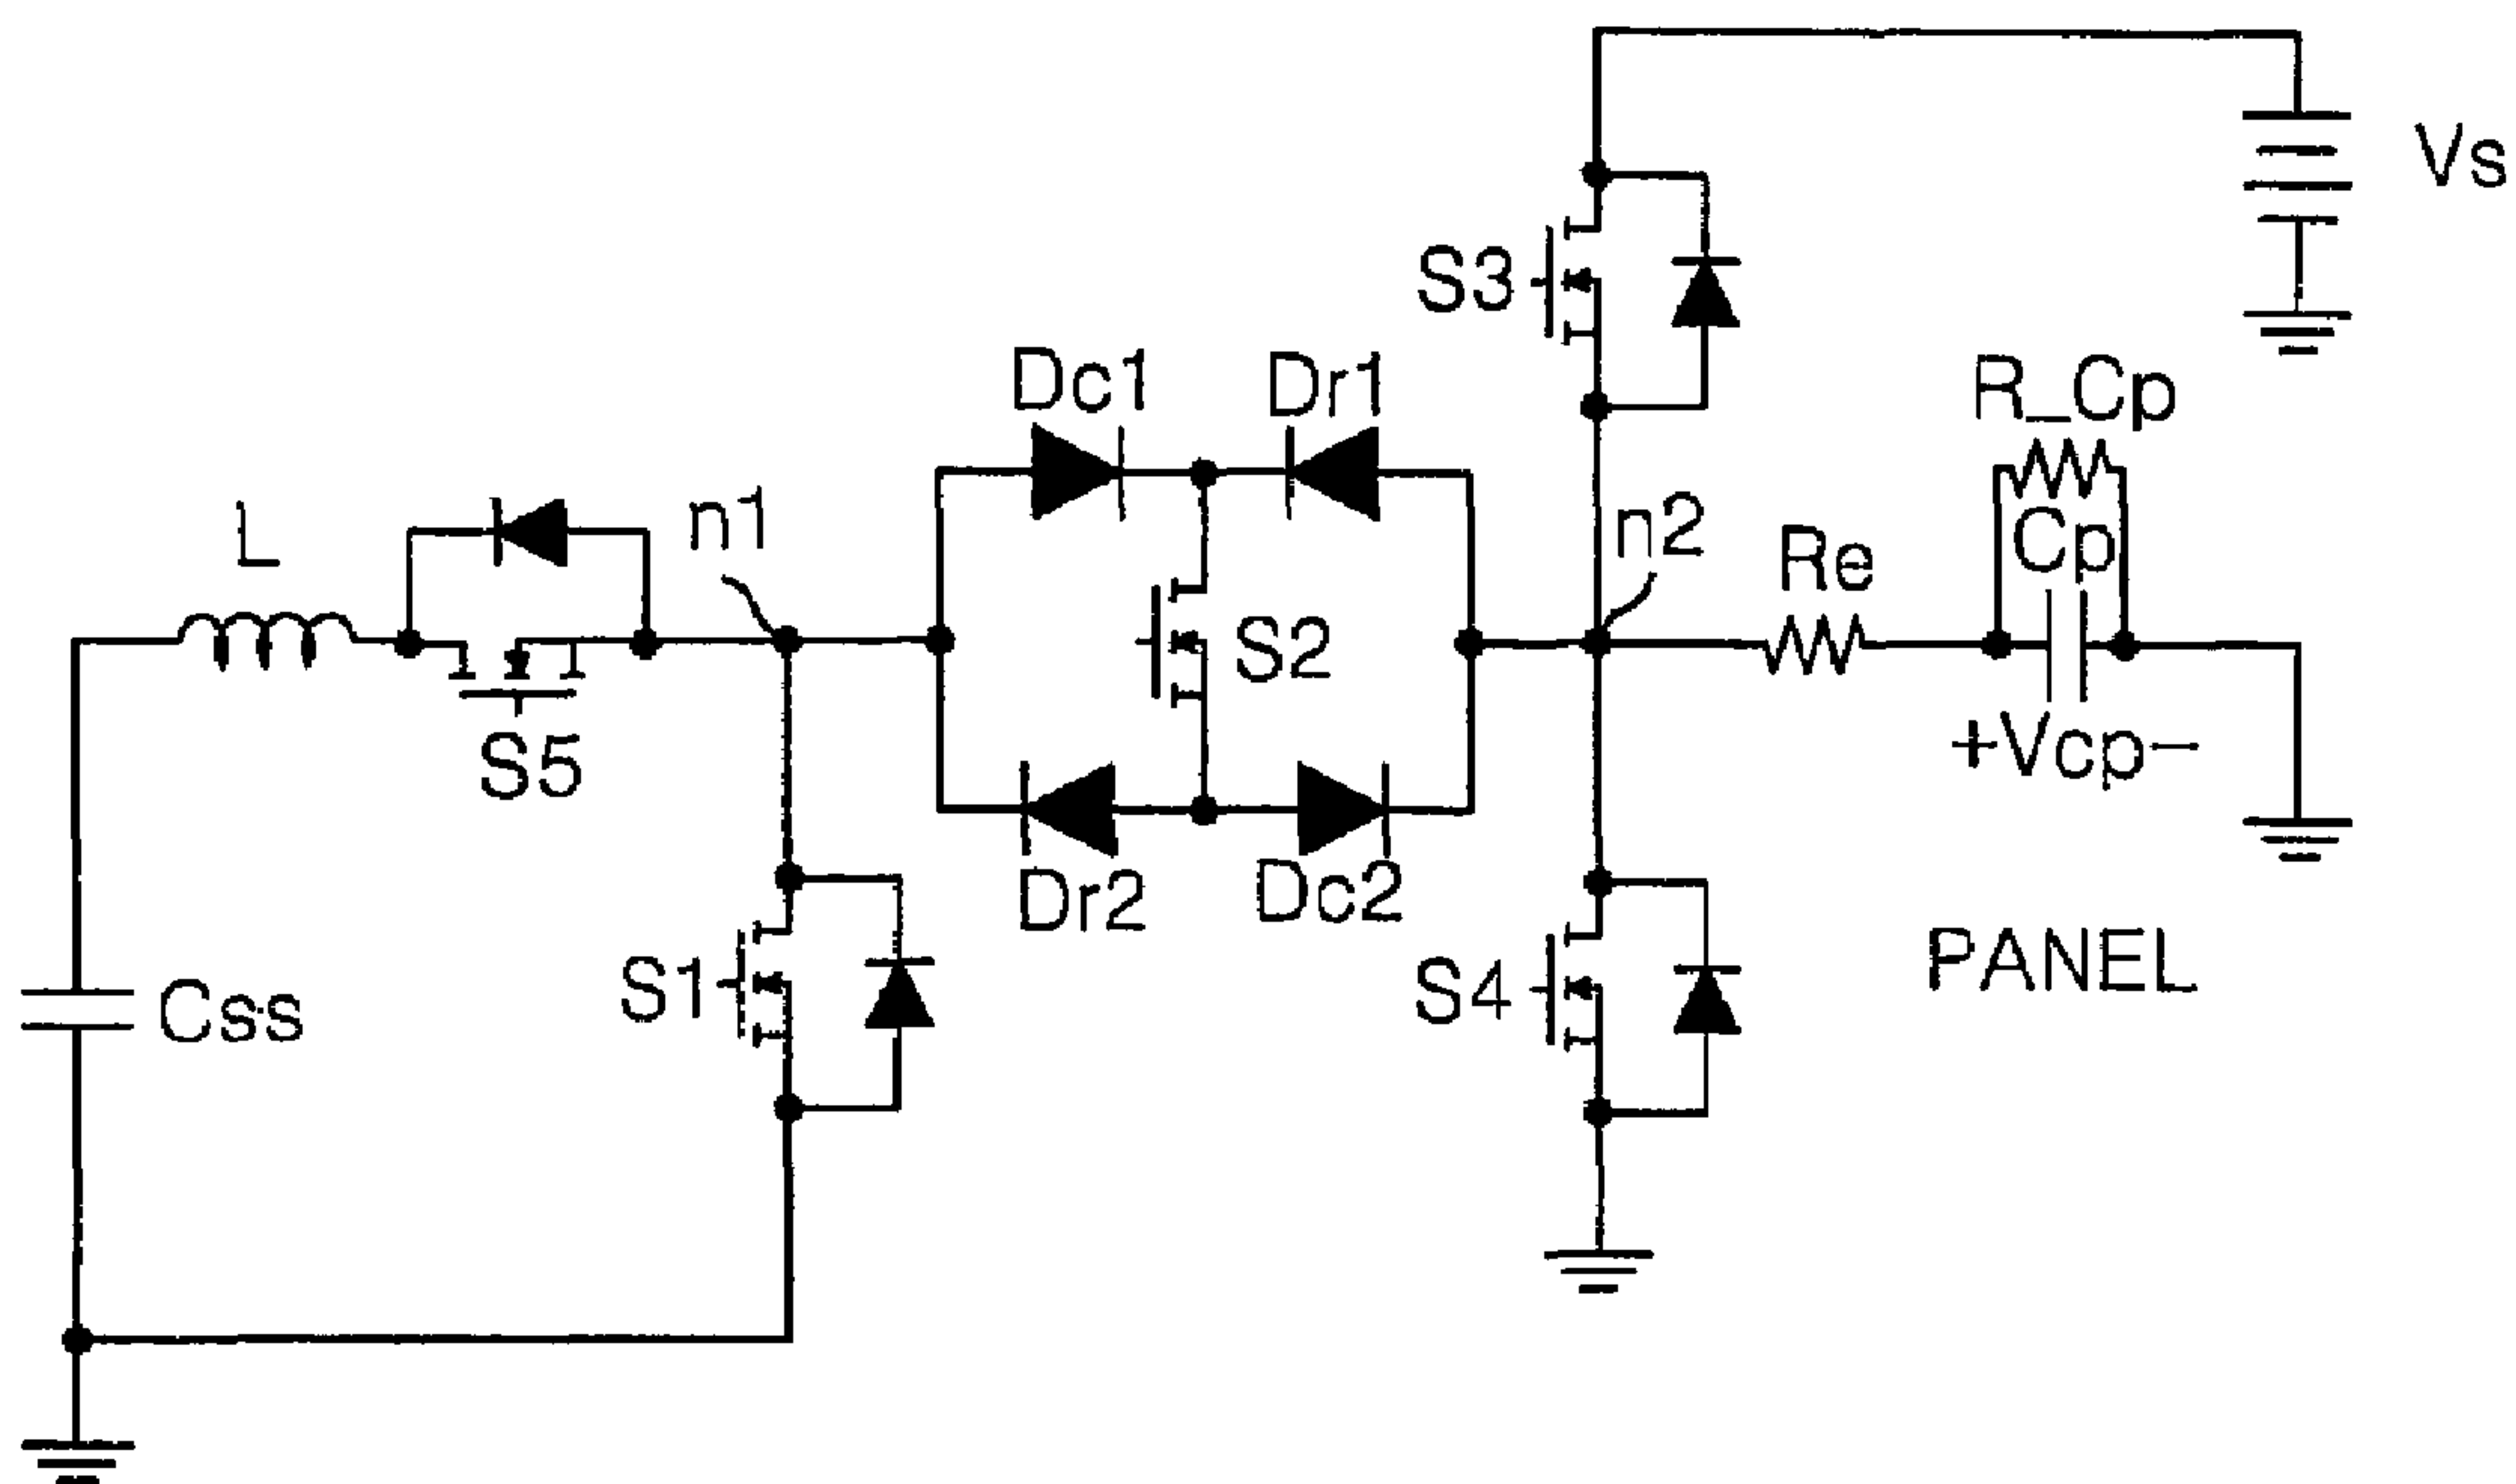 Vs
S3
R_Cp
Dc1
Dr1
L
n1
n2
Re
Cp
S2
S5
+Vcp−
Dr2
Dc2
Css
S1
S4
PANEL